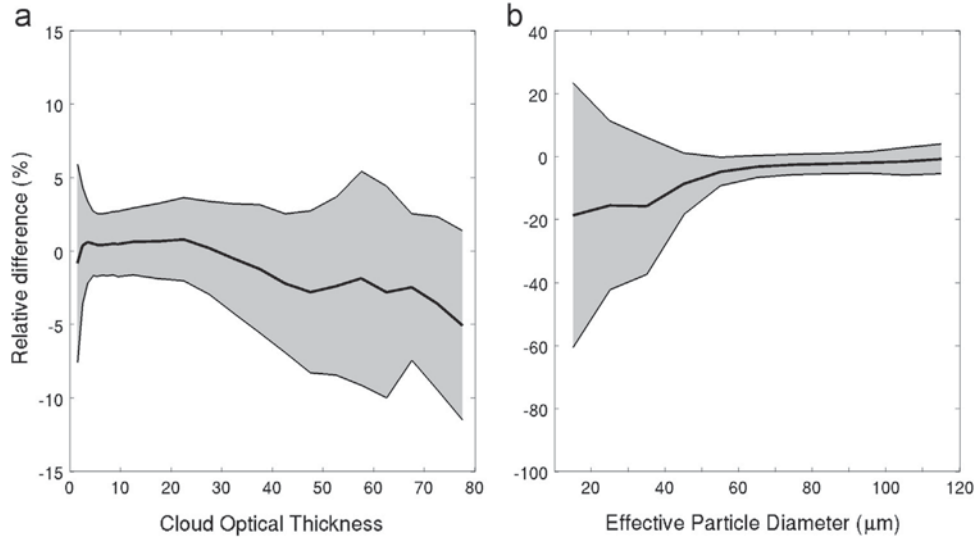 a
15
10
5
0
-5
-10
-15
Relative difference (%)
0 10 20 30 40 50 60 70 80
Cloud Optical Thickness
b
40
20
0
-20
-40
-60
-80
-100
20 40 60 80 100 120
Effective Particle Diameter (μm)